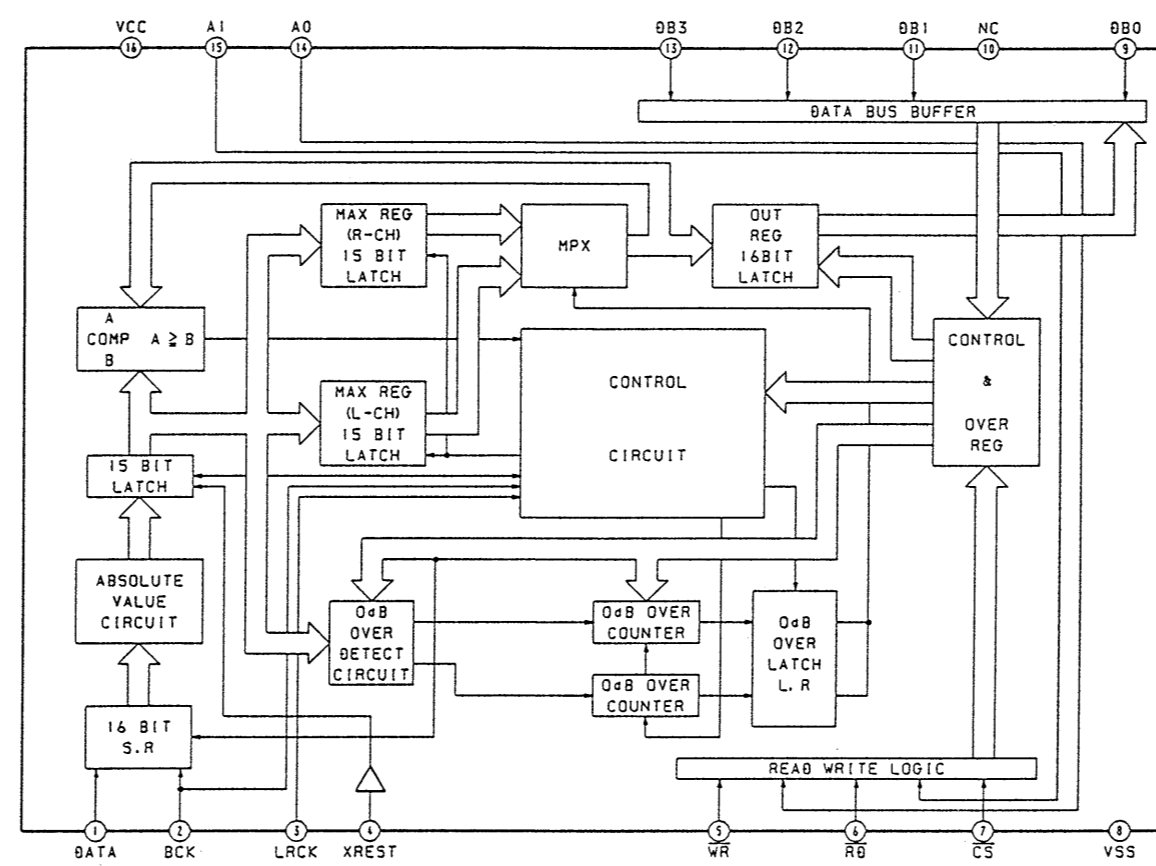 VCC A1 A0 DB3 DB2 DB1 NC DB0
16 15 14 13 12 11 10 9
DATA BUS BUFFER
MAX REG
(R-CH)
15 BIT
LATCH
MPX
OUT
REG
16BIT
LATCH
A
COMP A ≧ B
B
CONTROL
&
OVER
REG
CONTROL
CIRCUIT
MAX REG
(L-CH)
15 BIT
LATCH
15 BIT
LATCH
ABSOLUTE
VALUE
CIRCUIT
0dB
OVER
DETECT
CIRCUIT
0dB OVER
COUNTER
0dB OVER
COUNTER
0dB
OVER
LATCH
L.R
16 BIT
S.R
READ WRITE LOGIC
1 2 3 4 5 6 7 8
DATA BCK LRCK XREST W̅R̅ R̅D̅ C̅S̅ VSS